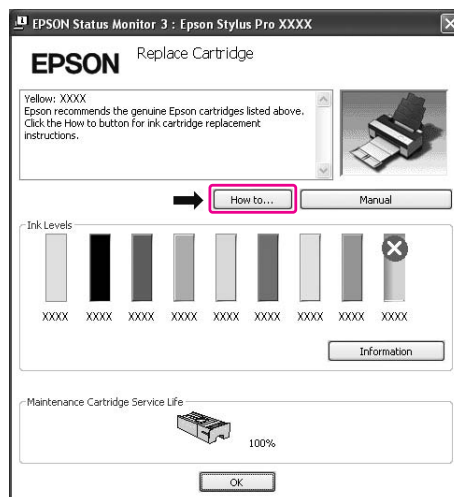 EPSON Status Monitor 3 : Epson Stylus Pro XXXX
EPSON
Replace Cartridge
Yellow: XXXX
Epson recommends the genuine Epson cartridges listed above.
Click the How to button for ink cartridge replacement
instructions.
How to...
Manual
Ink Levels
XXXX XXXX XXXX XXXX XXXX XXXX XXXX XXXX XXXX
Information
Maintenance Cartridge Service Life
100%
OK